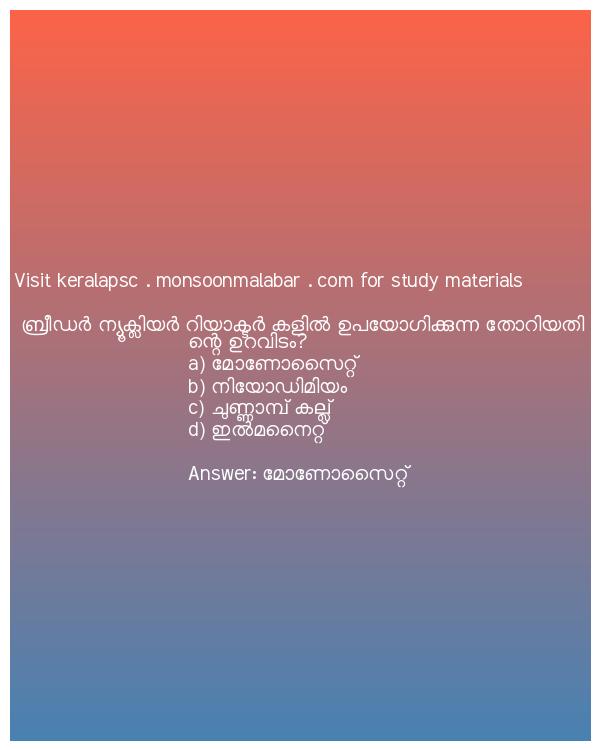 Visit keralapsc . monsoonmalabar . com for study materials
ബ്രീഡർ ന്യൂക്ലിയർ റിയാക്ടർ കളിൽ ഉപയോഗിക്കുന്ന തോറിയതി
ന്റെ ഉറവിടം?
a) മോണോസൈറ്റ്
b) നിയോഡിമിയം
c) ചുണ്ണാമ്പ് കല്ല്
d) ഇൽമനൈറ്റ്
Answer: മോണോസൈറ്റ്